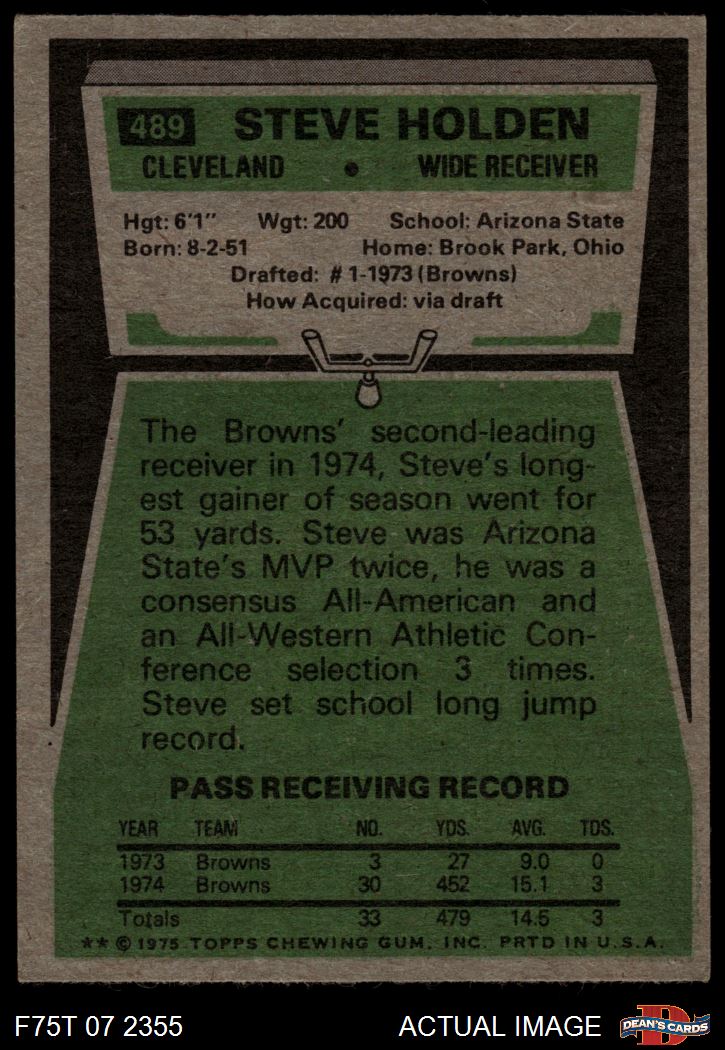 489 STEVE HOLDEN
CLEVELAND • WIDE RECEIVER
Hgt: 6'1" Wgt: 200 School: Arizona State
Born: 8-2-51 Home: Brook Park, Ohio
Drafted: #1-1973 (Browns)
How Acquired: via draft
The Browns' second-leading
receiver in 1974, Steve's long-
est gainer of season went for
53 yards. Steve was Arizona
State's MVP twice, he was a
consensus All-American and
an All-Western Athletic Con-
ference selection 3 times.
Steve set school long jump
record.
PASS RECEIVING RECORD
YEAR TEAM NO. YDS. AVG. TDS.
1973 Browns 3 27 9.0 0
1974 Browns 30 452 15.1 3
Totals 33 479 14.5 3
** © 1975 TOPPS CHEWING GUM, INC. PRTD IN U.S.A.
F75T 07 2355 ACTUAL IMAGE D DEAN'S CARDS